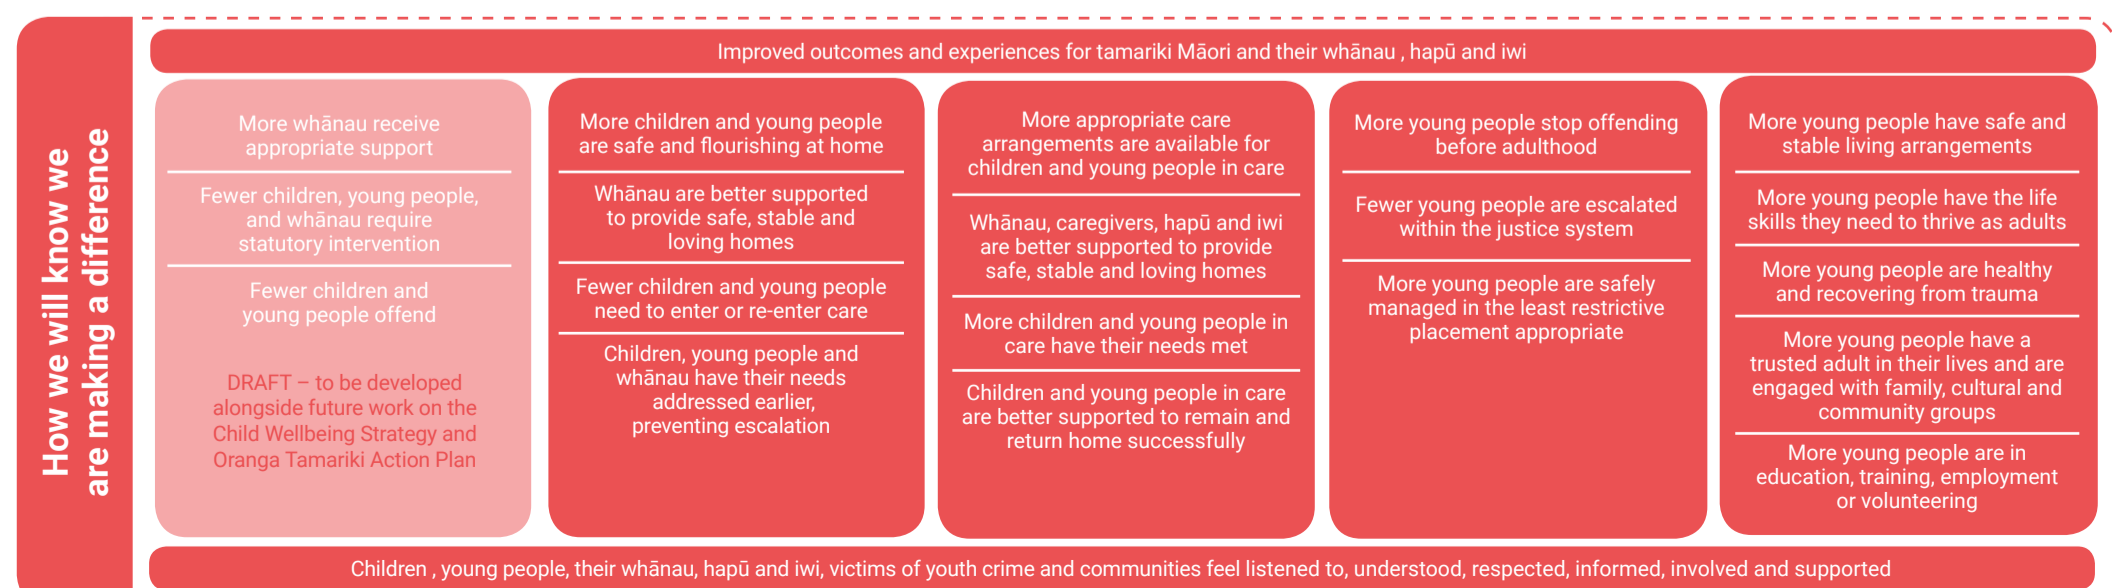 How we will know we
are making a difference
Improved outcomes and experiences for tamariki Māori and their whānau , hapū and iwi
More whānau receive
appropriate support
Fewer children, young people,
and whānau require
statutory intervention
Fewer children and
young people offend
DRAFT – to be developed
alongside future work on the
Child Wellbeing Strategy and
Oranga Tamariki Action Plan
More children and young people
are safe and flourishing at home
Whānau are better supported
to provide safe, stable and
loving homes
Fewer children and young people
need to enter or re-enter care
Children, young people and
whānau have their needs
addressed earlier,
preventing escalation
More appropriate care
arrangements are available for
children and young people in care
Whānau, caregivers, hapū and iwi
are better supported to provide
safe, stable and loving homes
More children and young people in
care have their needs met
Children and young people in care
are better supported to remain and
return home successfully
More young people stop offending
before adulthood
Fewer young people are escalated
within the justice system
More young people are safely
managed in the least restrictive
placement appropriate
More young people have safe and
stable living arrangements
More young people have the life
skills they need to thrive as adults
More young people are healthy
and recovering from trauma
More young people have a
trusted adult in their lives and are
engaged with family, cultural and
community groups
More young people are in
education, training, employment
or volunteering
Children , young people, their whānau, hapū and iwi, victims of youth crime and communities feel listened to, understood, respected, informed, involved and supported